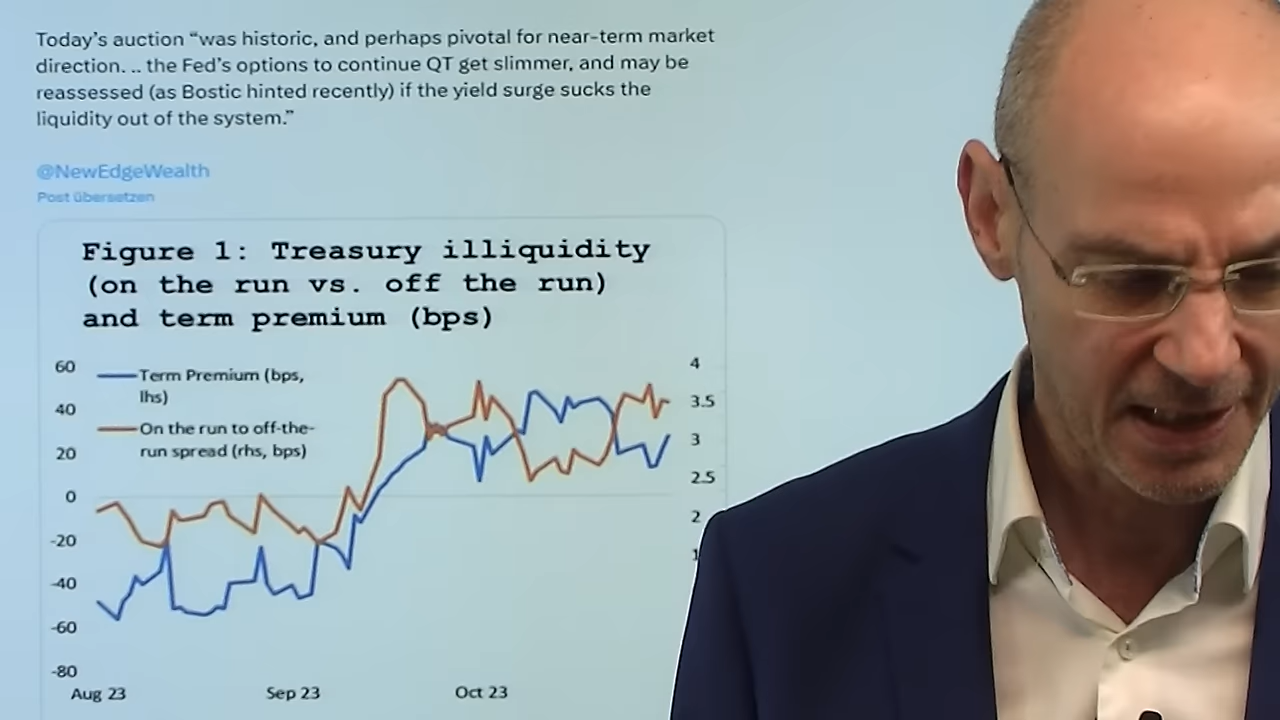 Today's auction “was historic, and perhaps pivotal for near-term market
direction. .. the Fed's options to continue QT get slimmer, and may be
reassessed (as Bostic hinted recently) if the yield surge sucks the
liquidity out of the system.”
@NewEdgeWealth
Post übersetzen
Figure 1: Treasury illiquidity
(on the run vs. off the run)
and term premium (bps)
Term Premium (bps,
lhs)
On the run to off-the-
run spread (rhs, bps)
60
40
20
0
-20
-40
-60
-80
4
3.5
3
2.5
2
Aug 23
Sep 23
Oct 23